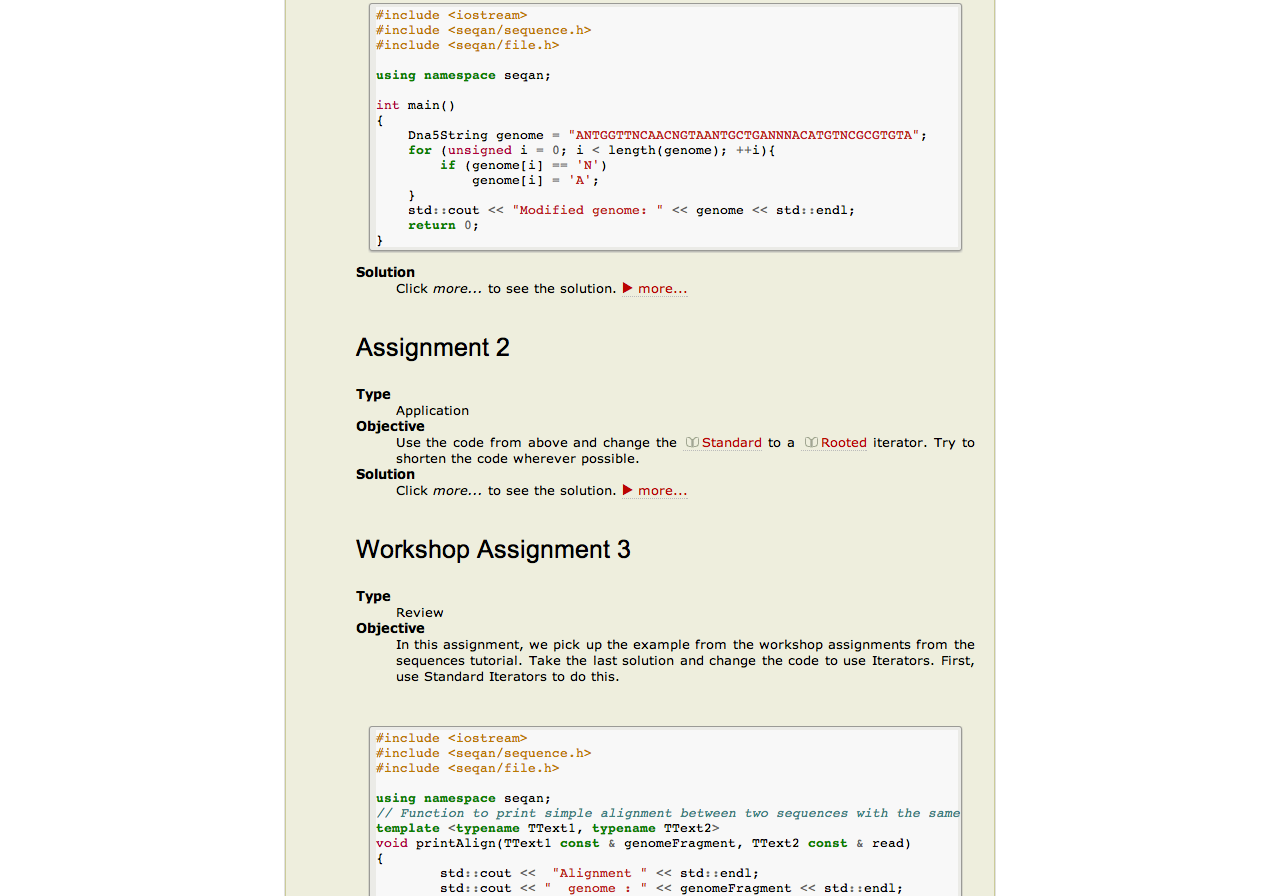 #include <iostream>
#include <seqan/sequence.h>
#include <seqan/file.h>
using namespace seqan;
int main()
{
    Dna5String genome = "ANTGGTTNCAACNGTAANTGCTGANNNACATGTNCGCGTGTA";
    for (unsigned i = 0; i < length(genome); ++i){
        if (genome[i] == 'N')
            genome[i] = 'A';
    }
    std::cout << "Modified genome: " << genome << std::endl;
    return 0;
}
Solution
Click more... to see the solution. ▶ more...
Assignment 2
Type
Application
Objective
Use the code from above and change the Standard to a Rooted iterator. Try to
shorten the code wherever possible.
Solution
Click more... to see the solution. ▶ more...
Workshop Assignment 3
Type
Review
Objective
In this assignment, we pick up the example from the workshop assignments from the
sequences tutorial. Take the last solution and change the code to use Iterators. First,
use Standard Iterators to do this.
#include <iostream>
#include <seqan/sequence.h>
#include <seqan/file.h>
using namespace seqan;
// Function to print simple alignment between two sequences with the same
template <typename TText1, typename TText2>
void printAlign(TText1 const & genomeFragment, TText2 const & read)
{
        std::cout <<  "Alignment " << std::endl;
        std::cout << "  genome : " << genomeFragment << std::endl;